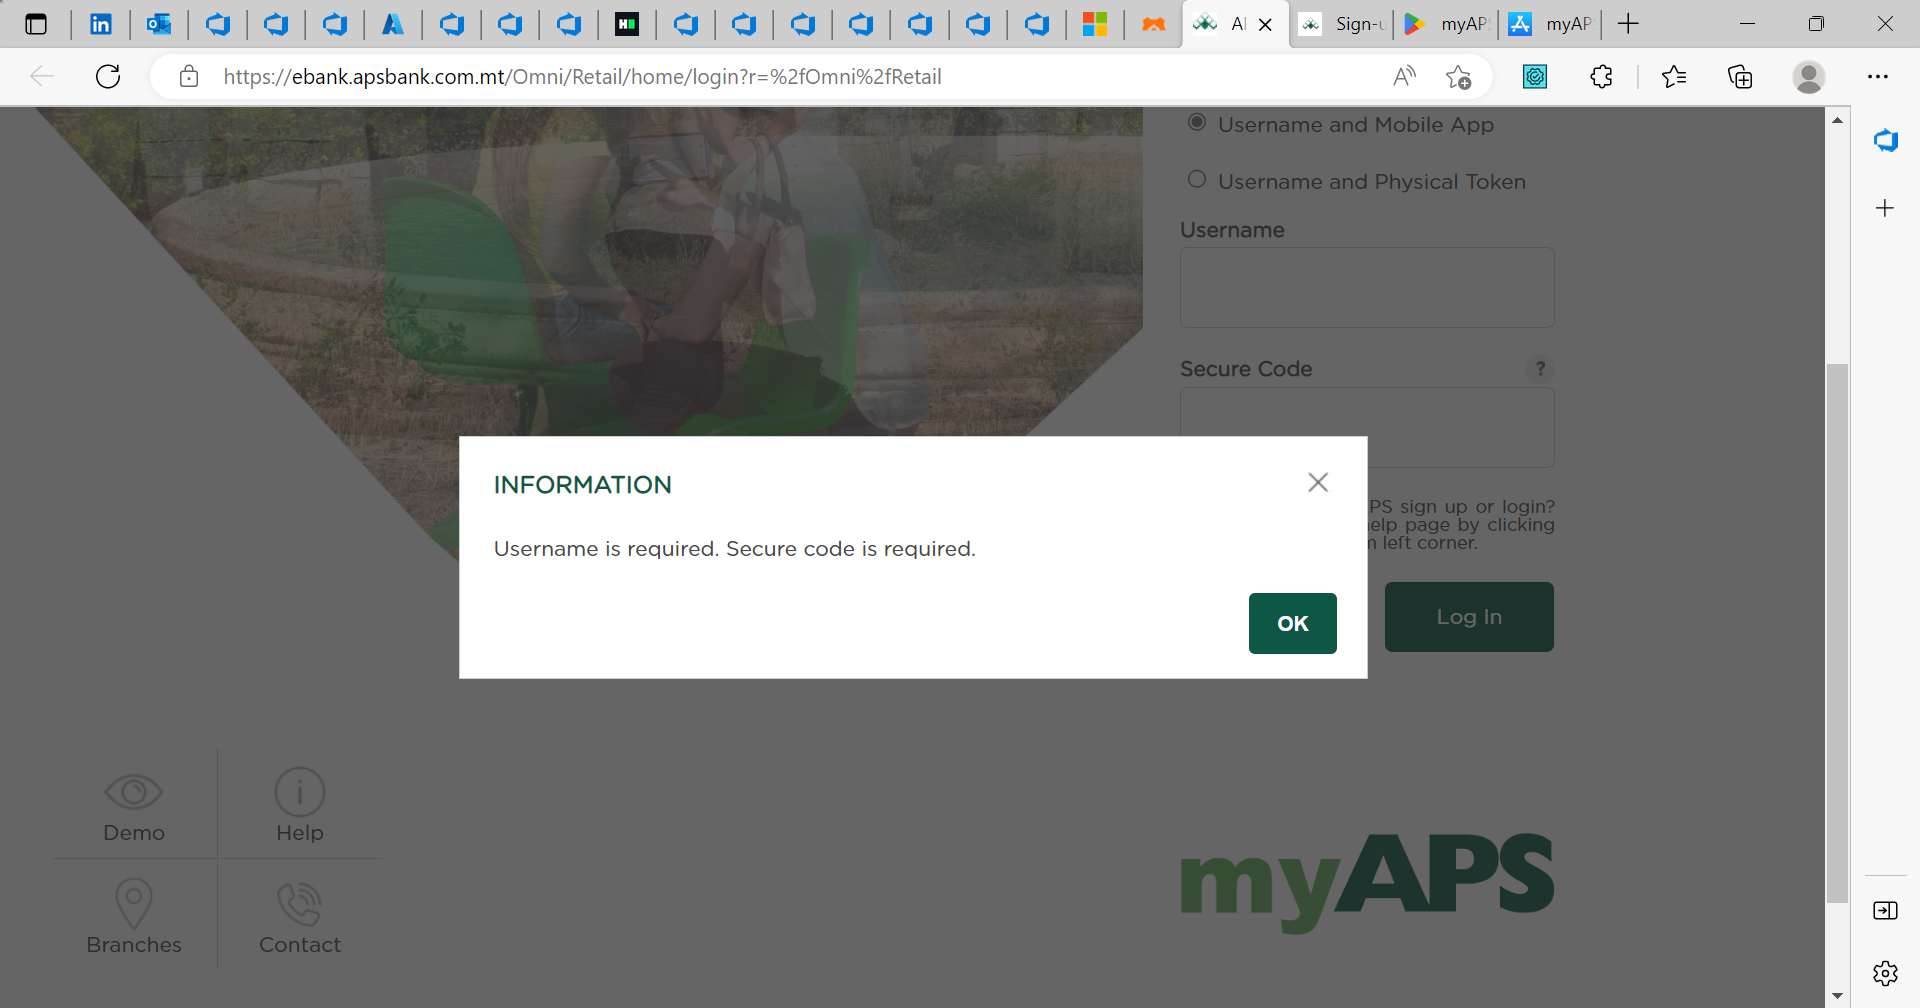 Al
Sign-u
myAPS
myAP
https://ebank.apsbank.com.mt/Omni/Retail/home/login?r=%2fOmni%2fRetail
Username and Mobile App
Username and Physical Token
Username
Secure Code
?
INFORMATION
Username is required. Secure code is required.
OK
PS sign up or login?
elp page by clicking
left corner.
Log In
Demo
Help
Branches
Contact
myAPS